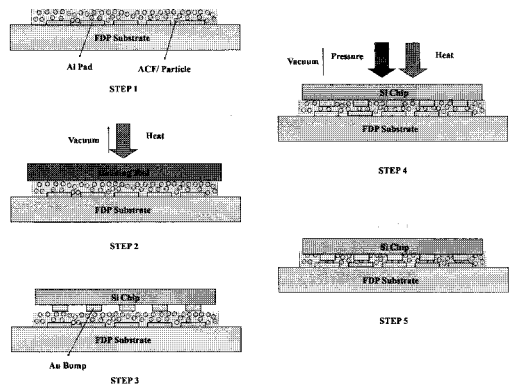 FDP Substrate
Al Pad
ACF/ Particle
STEP 1
Vacuum
Heat
FDP Substrate
STEP 2
Si Chip
FDP Substrate
Au Bump
STEP 3
Vacuum
Pressure
Heat
Si Chip
FDP Substrate
STEP 4
Si Chip
FDP Substrate
STEP 5